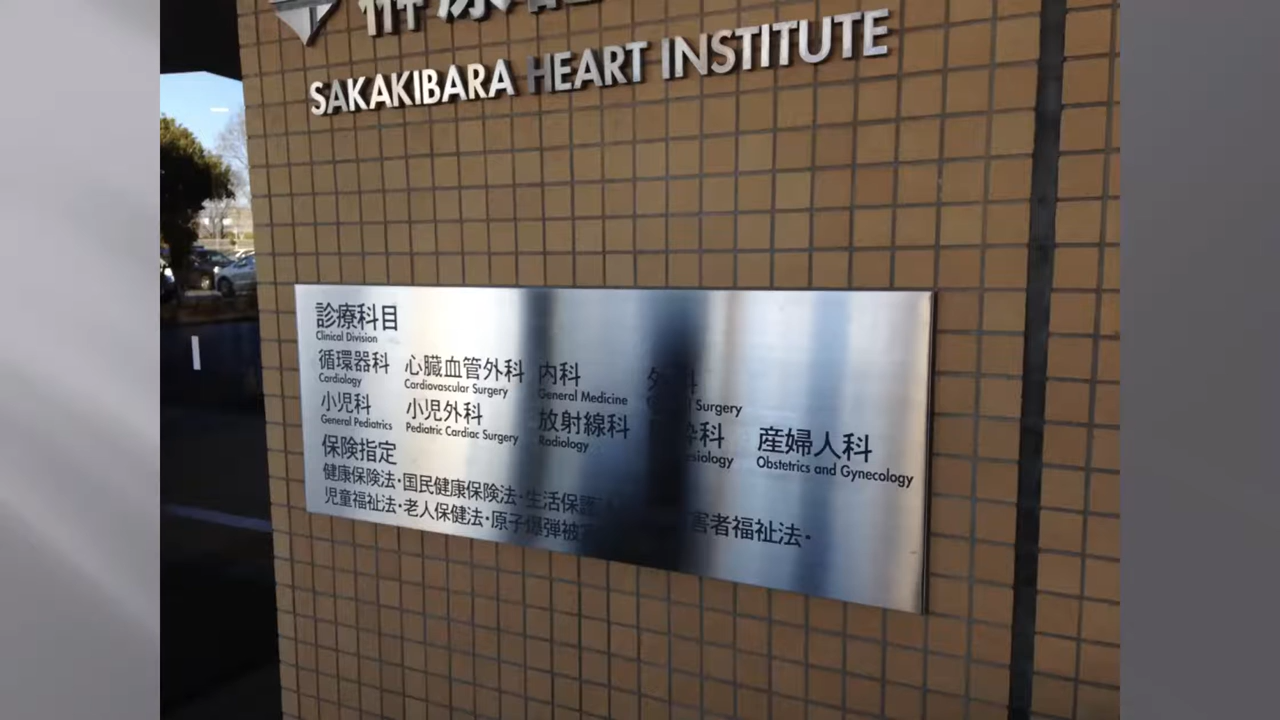 SAKAKIBARA HEART INSTITUTE
診療科目
Clinical Division
循環器科 心臓血管外科 内科 外科
Cardiology Cardiovascular Surgery General Medicine Surgery
小児科 小児外科 放射線科 科 産婦人科
General Pediatrics Pediatric Cardiac Surgery Radiology Obstetrics and Gynecology
保険指定
健康保険法・国民健康保険法・生活保護
児童福祉法・老人保健法・原子爆弾被 害者福祉法・